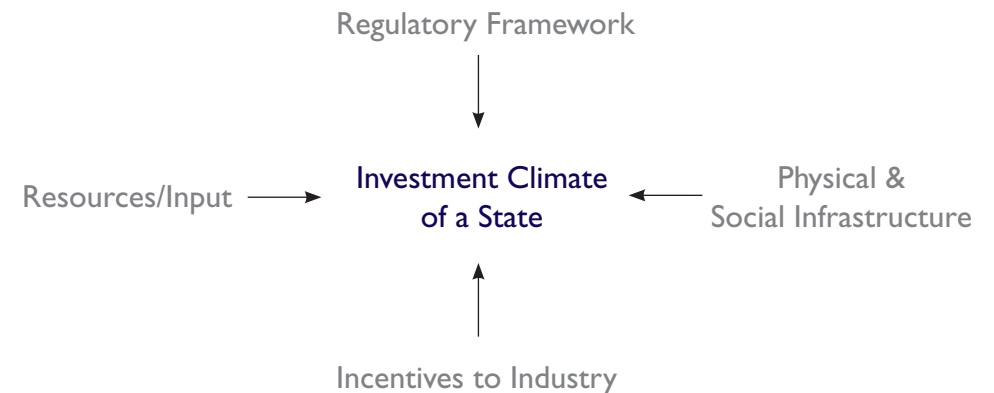 Regulatory Framework
Resources/Input
Investment Climate
of a State
Physical &
Social Infrastructure
Incentives to Industry